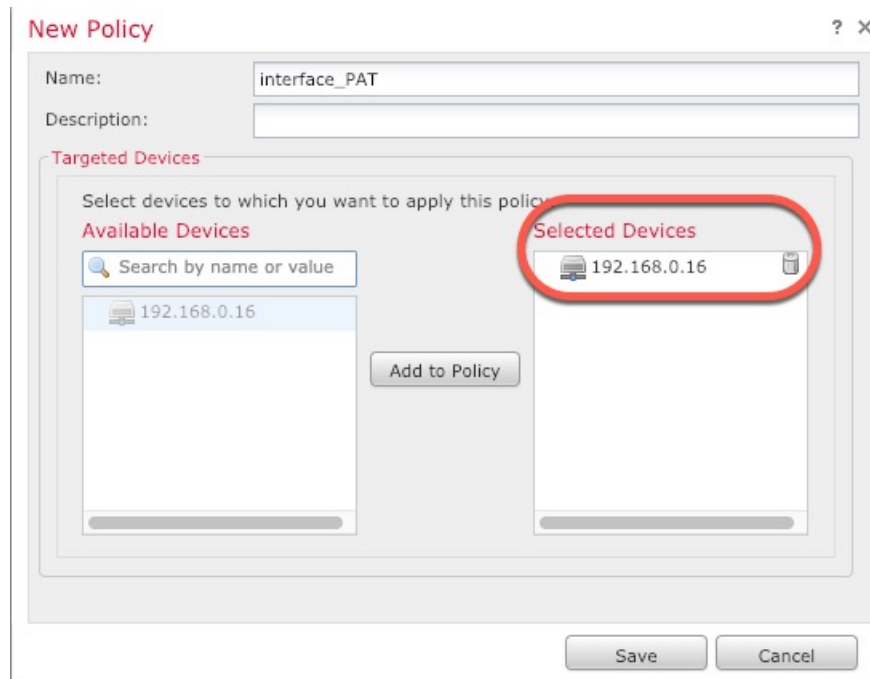 New Policy
?
Name:
interface_PAT
Description:
Targeted Devices
Select devices to which you want to apply this policy
Available Devices
Selected Devices
Search by name or value
192.168.0.16
192.168.0.16
Add to Policy
Save
Cancel